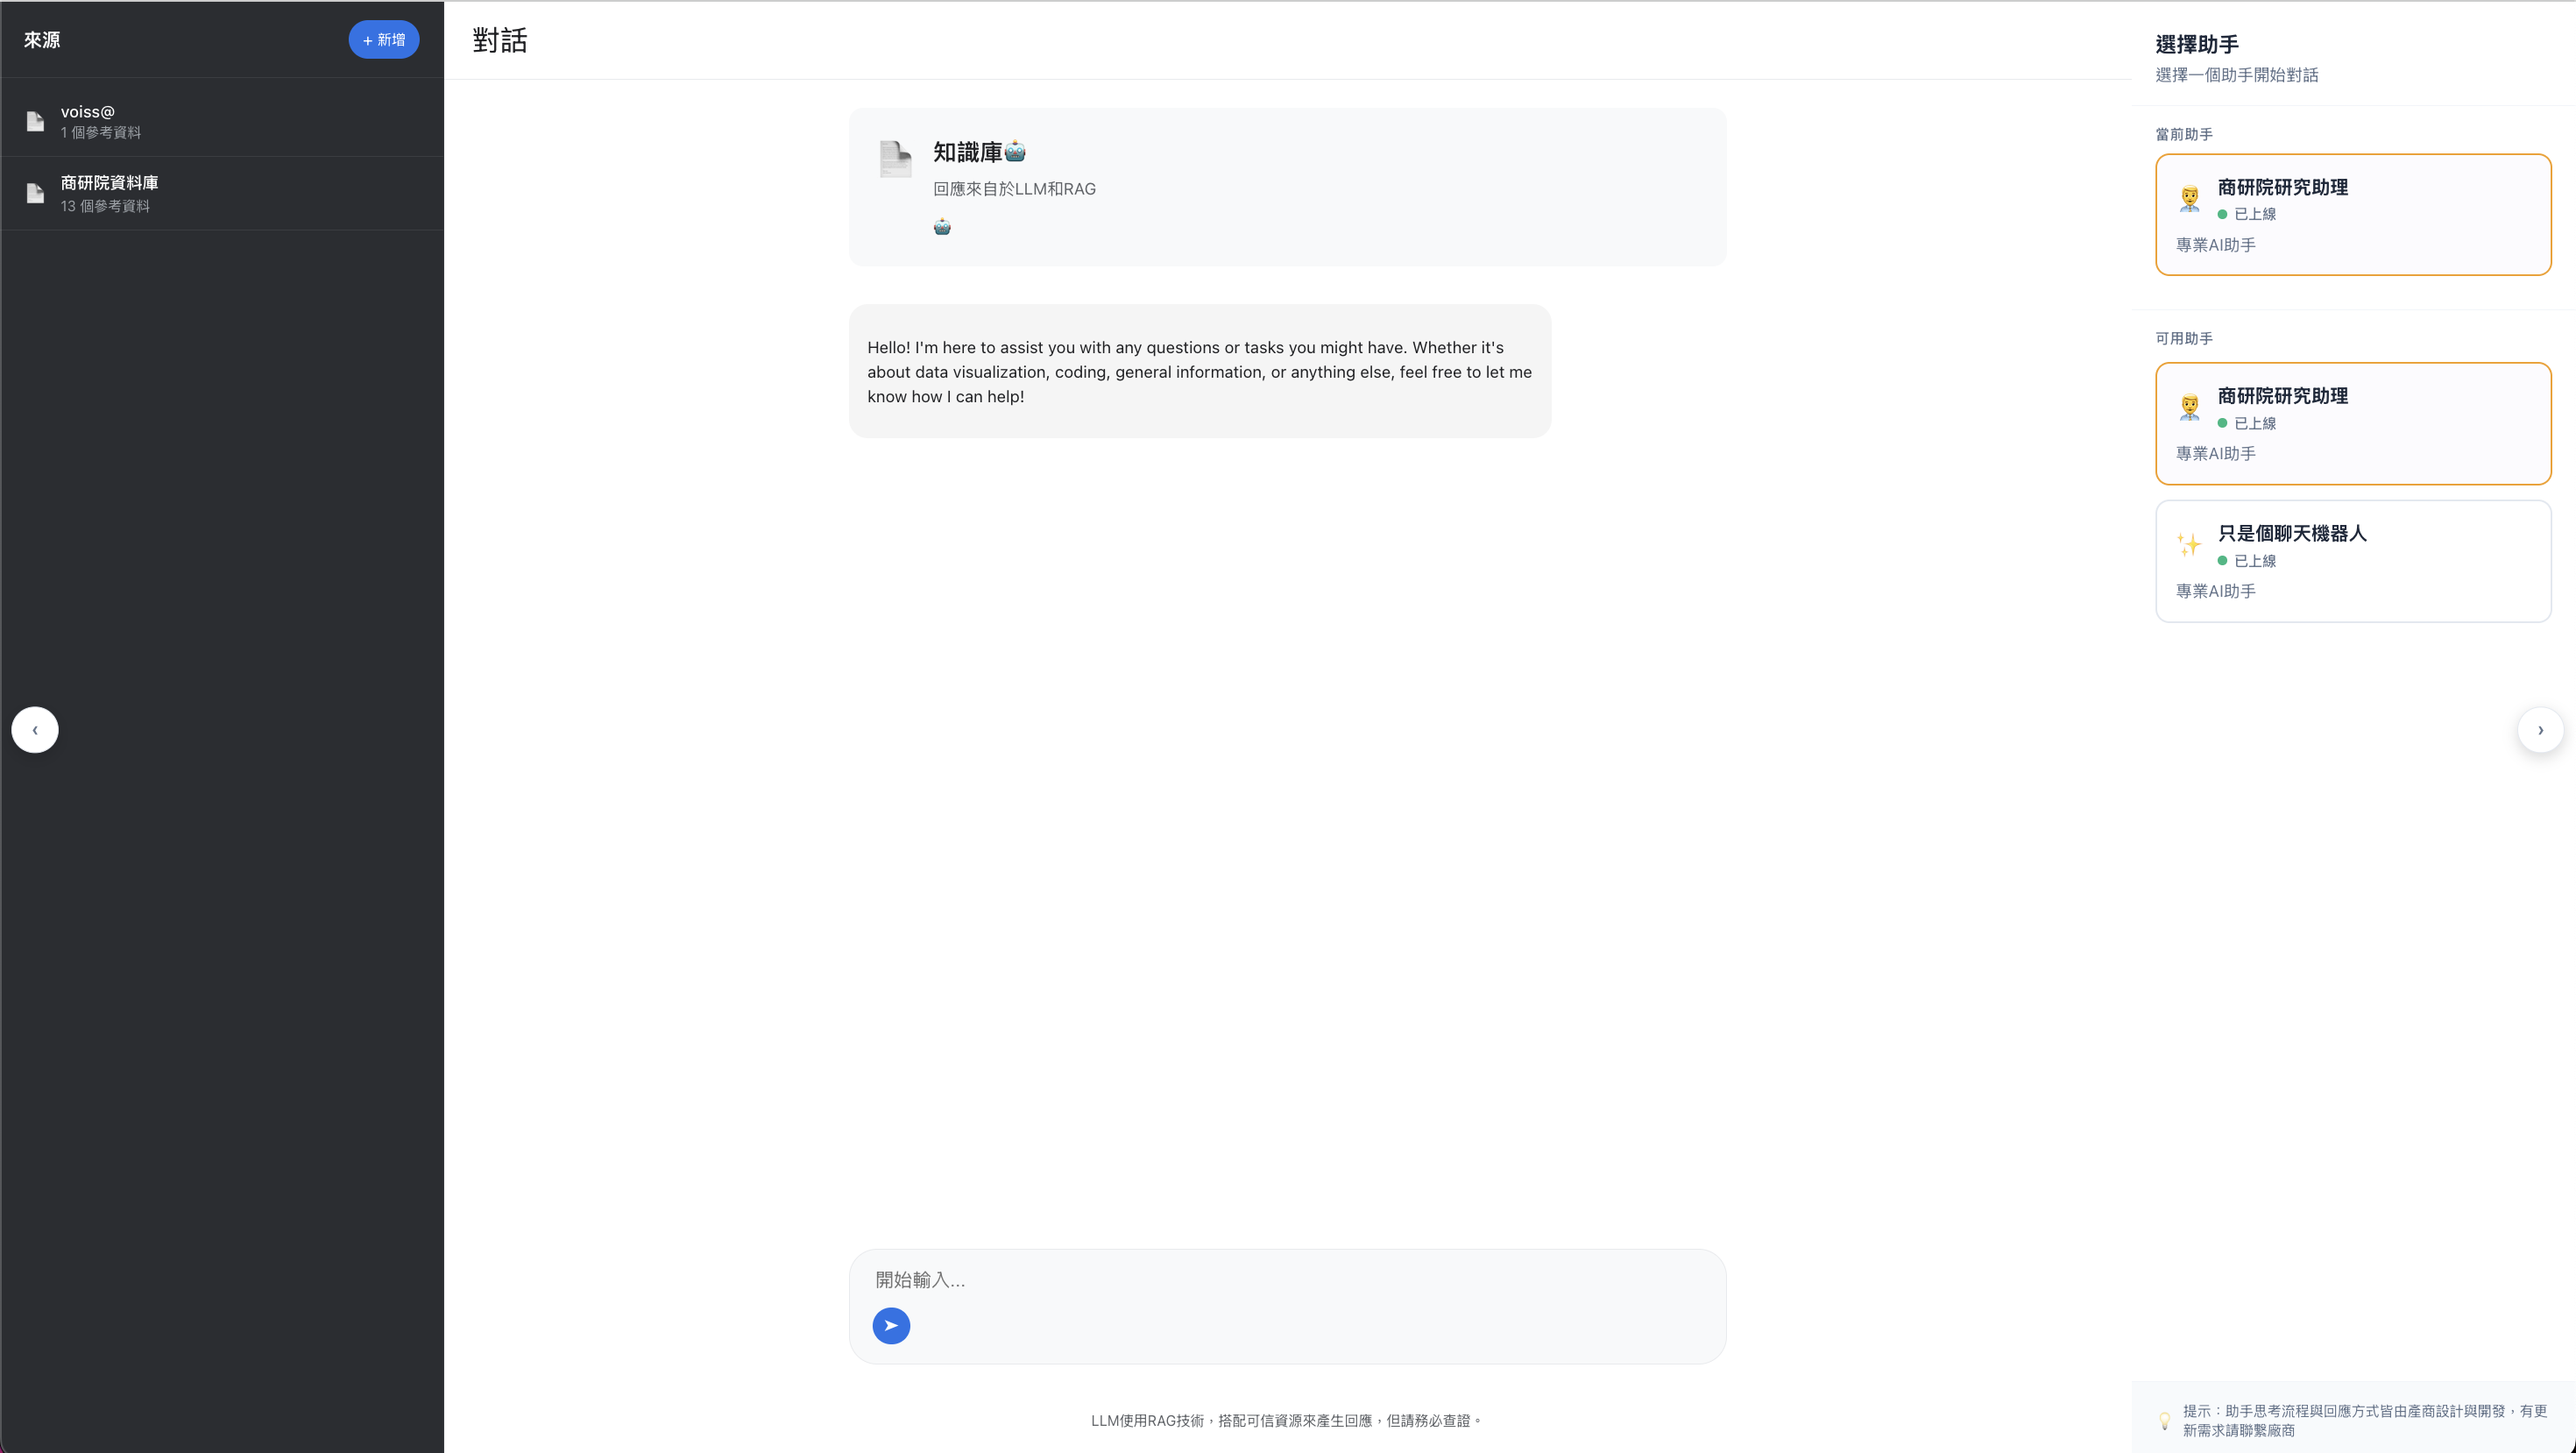 來源
+ 新增
voiss@
1 個參考資料
商研院資料庫
13 個參考資料
對話
知識庫🤖
回應來自於LLM和RAG
🤖
Hello! I'm here to assist you with any questions or tasks you might have. Whether it's
about data visualization, coding, general information, or anything else, feel free to let me
know how I can help!
開始輸入...
LLM使用RAG技術，搭配可信資源來產生回應，但請務必查證。
選擇助手
選擇一個助手開始對話
當前助手
商研院研究助理
已上線
專業AI助手
可用助手
商研院研究助理
已上線
專業AI助手
只是個聊天機器人
已上線
專業AI助手
提示：助手思考流程與回應方式皆由產商設計與開發，有更
新需求請聯繫廠商